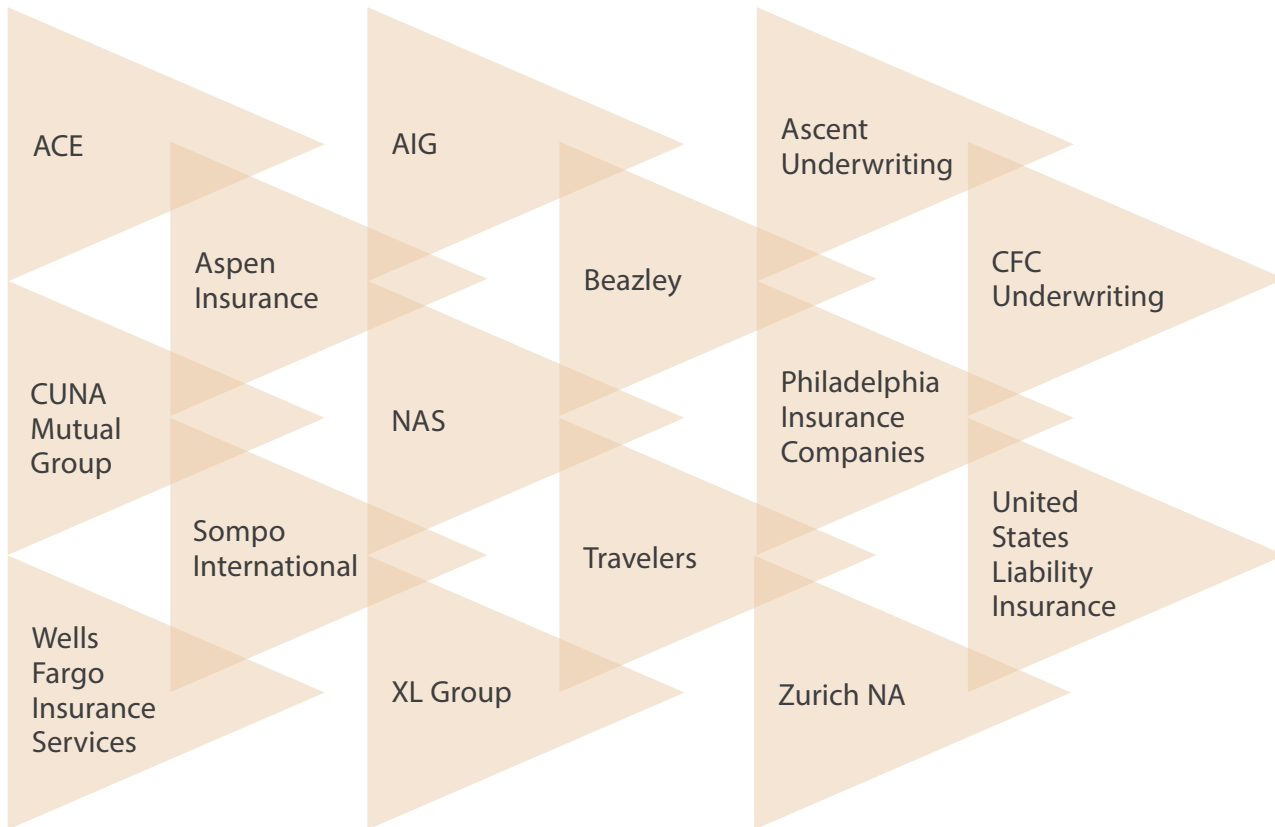 ACE
AIG
Ascent
Underwriting
Aspen
Insurance
Beazley
CFC
Underwriting
CUNA
Mutual
Group
NAS
Philadelphia
Insurance
Companies
Sompo
International
Travelers
United
States
Liability
Insurance
Wells
Fargo
Insurance
Services
XL Group
Zurich NA